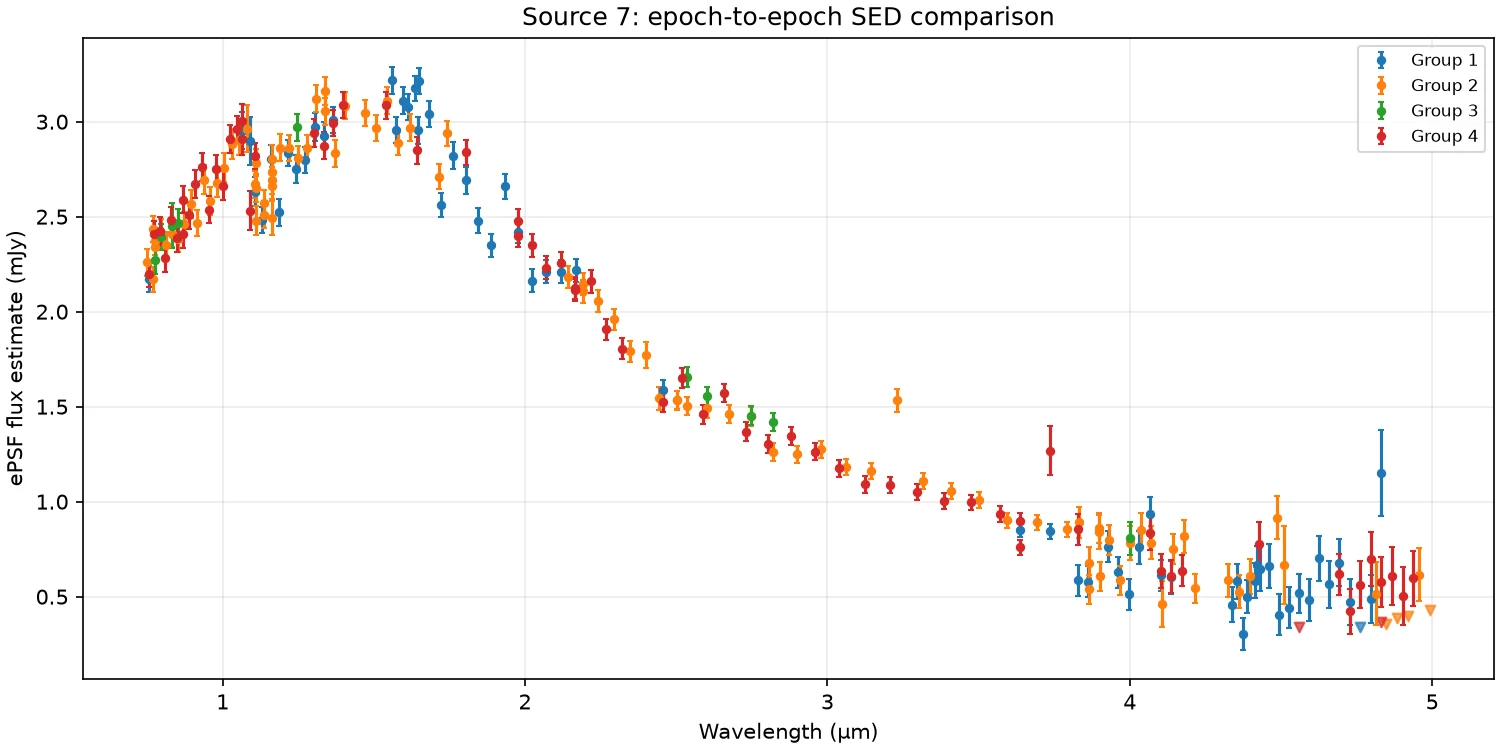 Source 7: epoch-to-epoch SED comparison
Group 1
Group 2
Group 3
Group 4
ePSF flux estimate (mJy)
3.0
2.5
2.0
1.5
1.0
0.5
1 2 3 4 5
Wavelength (μm)